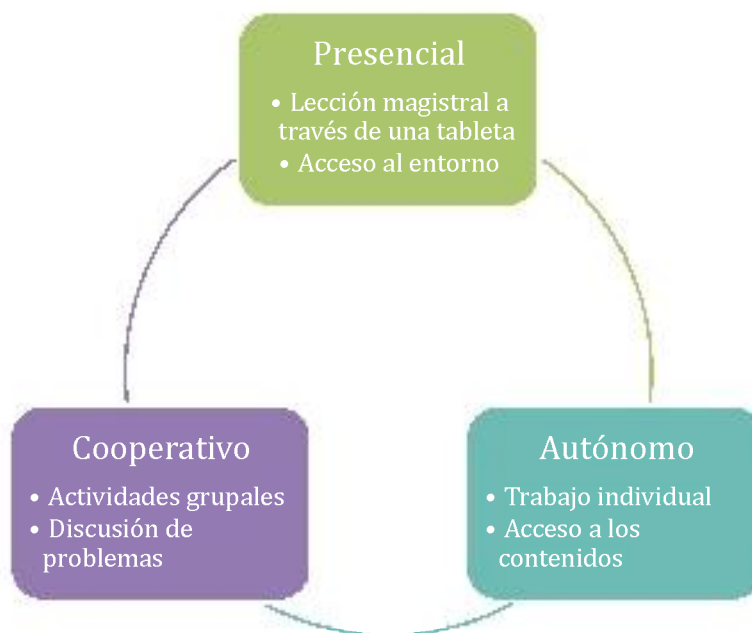 Presencial
• Lección magistral a
través de una tableta
• Acceso al entorno
Cooperativo
• Actividades grupales
• Discusión de
problemas
Autónomo
• Trabajo individual
• Acceso a los
contenidos